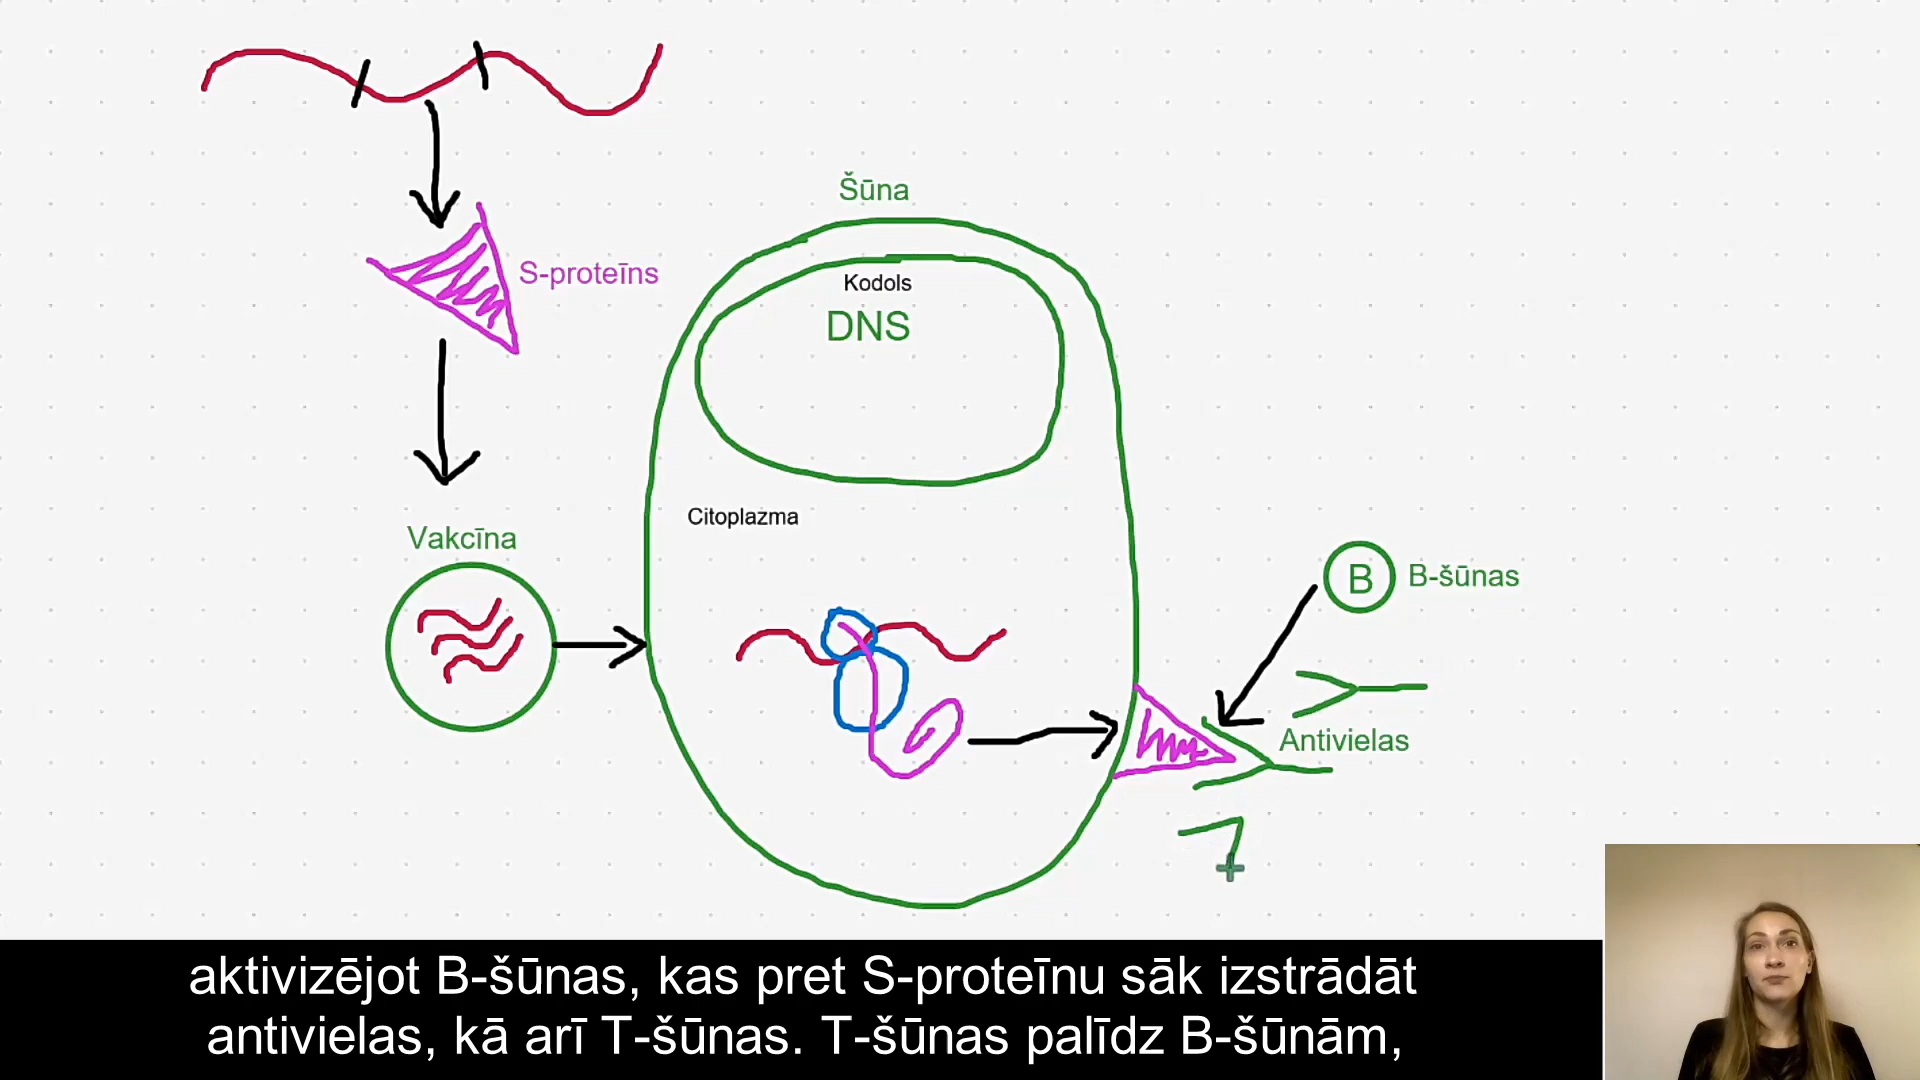 Šūna
Kodols
DNS
S-proteīns
Citoplazma
Vakcīna
B B-šūnas
Antivielas
aktivizējot B-šūnas, kas pret S-proteīnu sāk izstrādāt
antivielas, kā arī T-šūnas. T-šūnas palīdz B-šūnām,